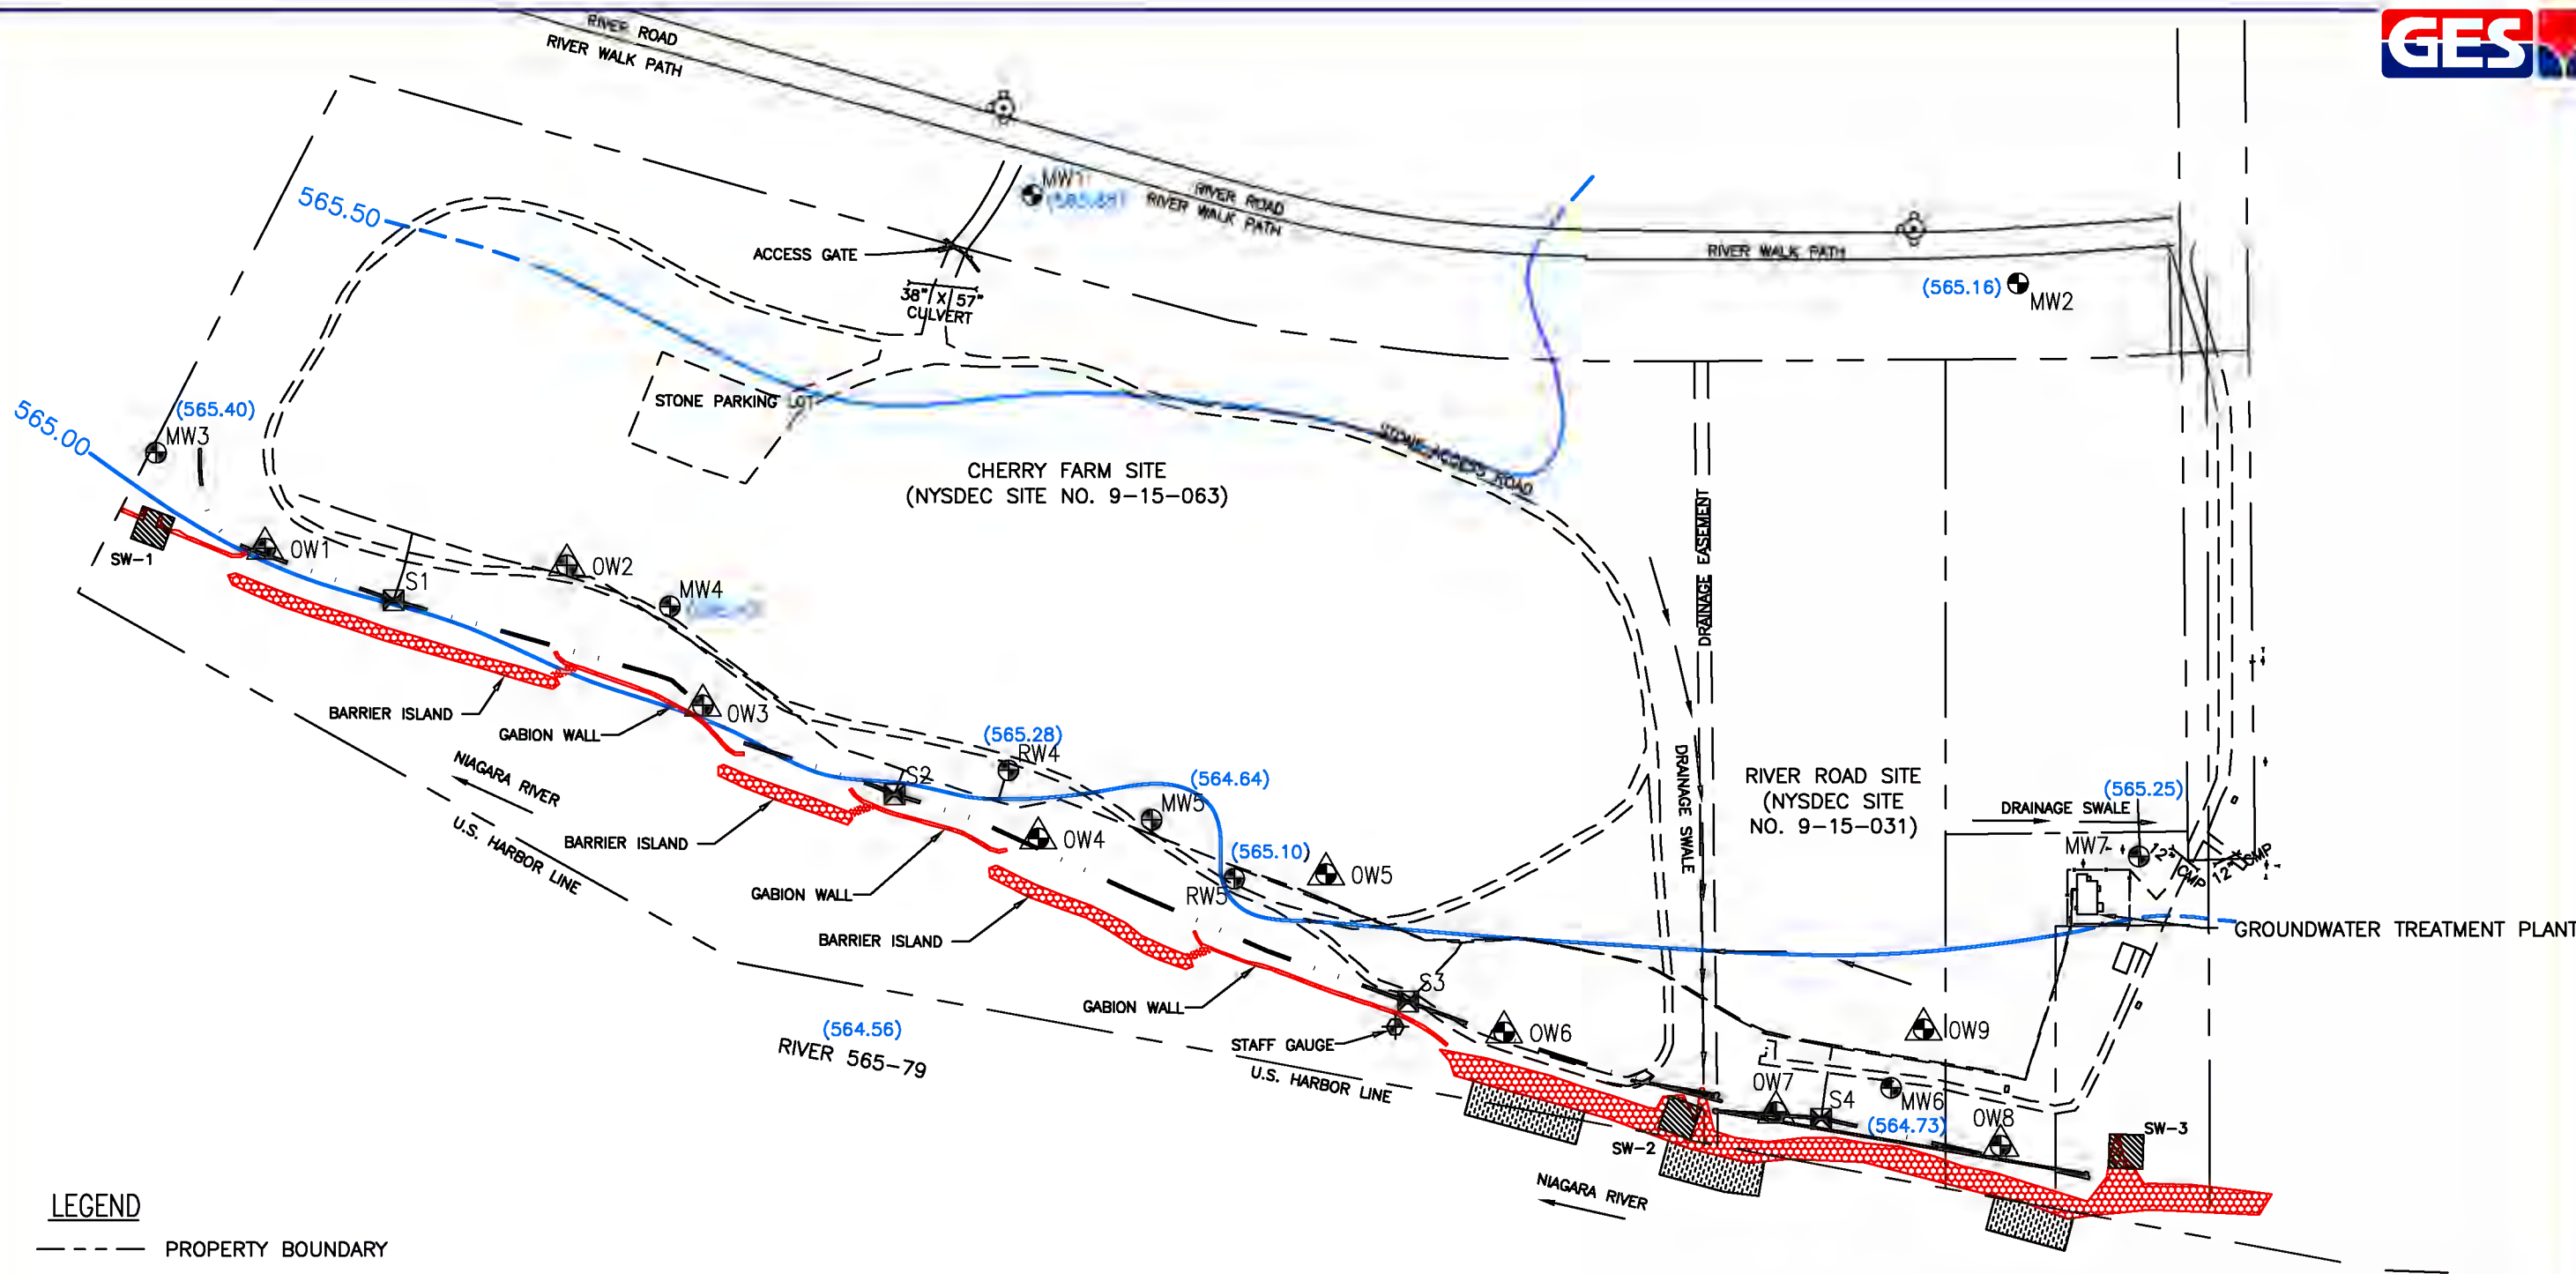 GES
RIVER ROAD
RIVER WALK PATH
MW1
RIVER ROAD
RIVER WALK PATH
565.50
ACCESS GATE
38" X 57"
CULVERT
RIVER WALK PATH
(565.16)
MW2
565.00
(565.40)
MW3
STONE PARKING LOT
STONE ACCESS ROAD
CHERRY FARM SITE
(NYSDEC SITE NO. 9-15-063)
DRAINAGE EASEMENT
SW-1
OW1
OW2
S1
MW4
BARRIER ISLAND
GABION WALL
OW3
(565.28)
RW4
NIAGARA RIVER
S2
(564.64)
MW5
DRAINAGE SWALE
RIVER ROAD SITE
(NYSDEC SITE
NO. 9-15-031)
(565.25)
DRAINAGE SWALE
U.S. HARBOR LINE
BARRIER ISLAND
OW4
(565.10)
RW5
OW5
MW7
12"
CMP
12"
CMP
GABION WALL
BARRIER ISLAND
GROUNDWATER TREATMENT PLANT
GABION WALL
S3
(564.56)
RIVER 565-79
STAFF GAUGE
OW6
OW9
U.S. HARBOR LINE
OW7
S4
MW6
(564.73)
OW8
SW-2
SW-3
NIAGARA RIVER
LEGEND
PROPERTY BOUNDARY